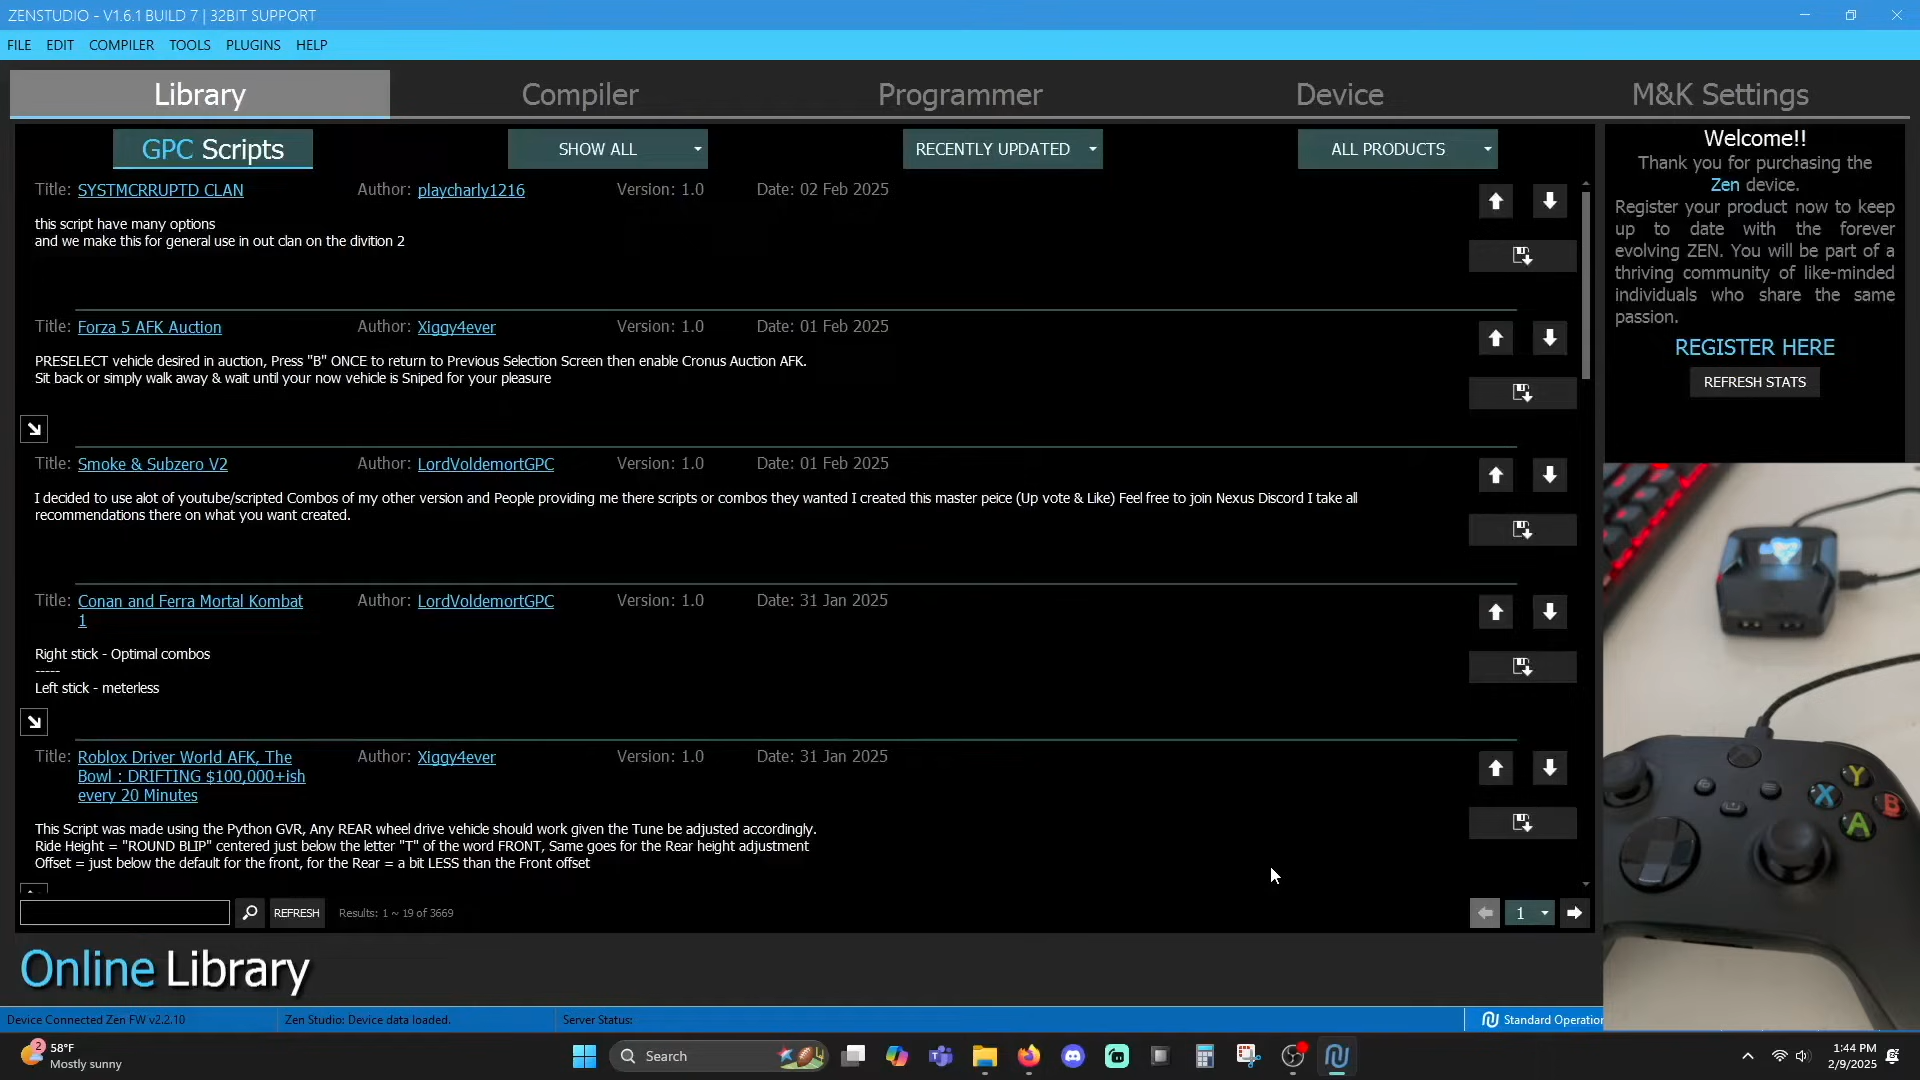 ZENSTUDIO - V1.6.1 BUILD 7 | 32BIT SUPPORT
FILE EDIT COMPILER TOOLS PLUGINS HELP
Library Compiler Programmer Device M&K Settings
GPC Scripts SHOW ALL RECENTLY UPDATED ALL PRODUCTS
Title: SYSTMCRRUPTD CLAN Author: playcharly1216 Version: 1.0 Date: 02 Feb 2025
this script have many options
and we make this for general use in out clan on the divition 2
Title: Forza 5 AFK Auction Author: Xiggy4ever Version: 1.0 Date: 01 Feb 2025
PRESELECT vehicle desired in auction, Press "B" ONCE to return to Previous Selection Screen then enable Cronus Auction AFK.
Sit back or simply walk away & wait until your now vehicle is Sniped for your pleasure
Title: Smoke & Subzero V2 Author: LordVoldemortGPC Version: 1.0 Date: 01 Feb 2025
I decided to use alot of youtube/scripted Combos of my other version and People providing me there scripts or combos they wanted I created this master peice (Up vote & Like) Feel free to join Nexus Discord I take all
recommendations there on what you want created.
Title: Conan and Ferra Mortal Kombat Author: LordVoldemortGPC Version: 1.0 Date: 31 Jan 2025
1
Right stick - Optimal combos
-----
Left stick - meterless
Title: Roblox Driver World AFK, The Author: Xiggy4ever Version: 1.0 Date: 31 Jan 2025
Bowl : DRIFTING $100,000+ish
every 20 Minutes
This Script was made using the Python GVR, Any REAR wheel drive vehicle should work given the Tune be adjusted accordingly.
Ride Height = "ROUND BLIP" centered just below the letter "T" of the word FRONT, Same goes for the Rear height adjustment
Offset = just below the default for the front, for the Rear = a bit LESS than the Front offset
REFRESH Results: 1 ~ 19 of 3669 1
Online Library
Welcome!!
Thank you for purchasing the
Zen device.
Register your product now to keep
up to date with the forever
evolving ZEN. You will be part of a
thriving community of like-minded
individuals who share the same
passion.
REGISTER HERE
REFRESH STATS
Y
X
B
A
Device Connected Zen FW v2.2.10 Zen Studio: Device data loaded. Server Status: Standard Operation
2
58°F
Mostly sunny
Search
1:44 PM
2/9/2025